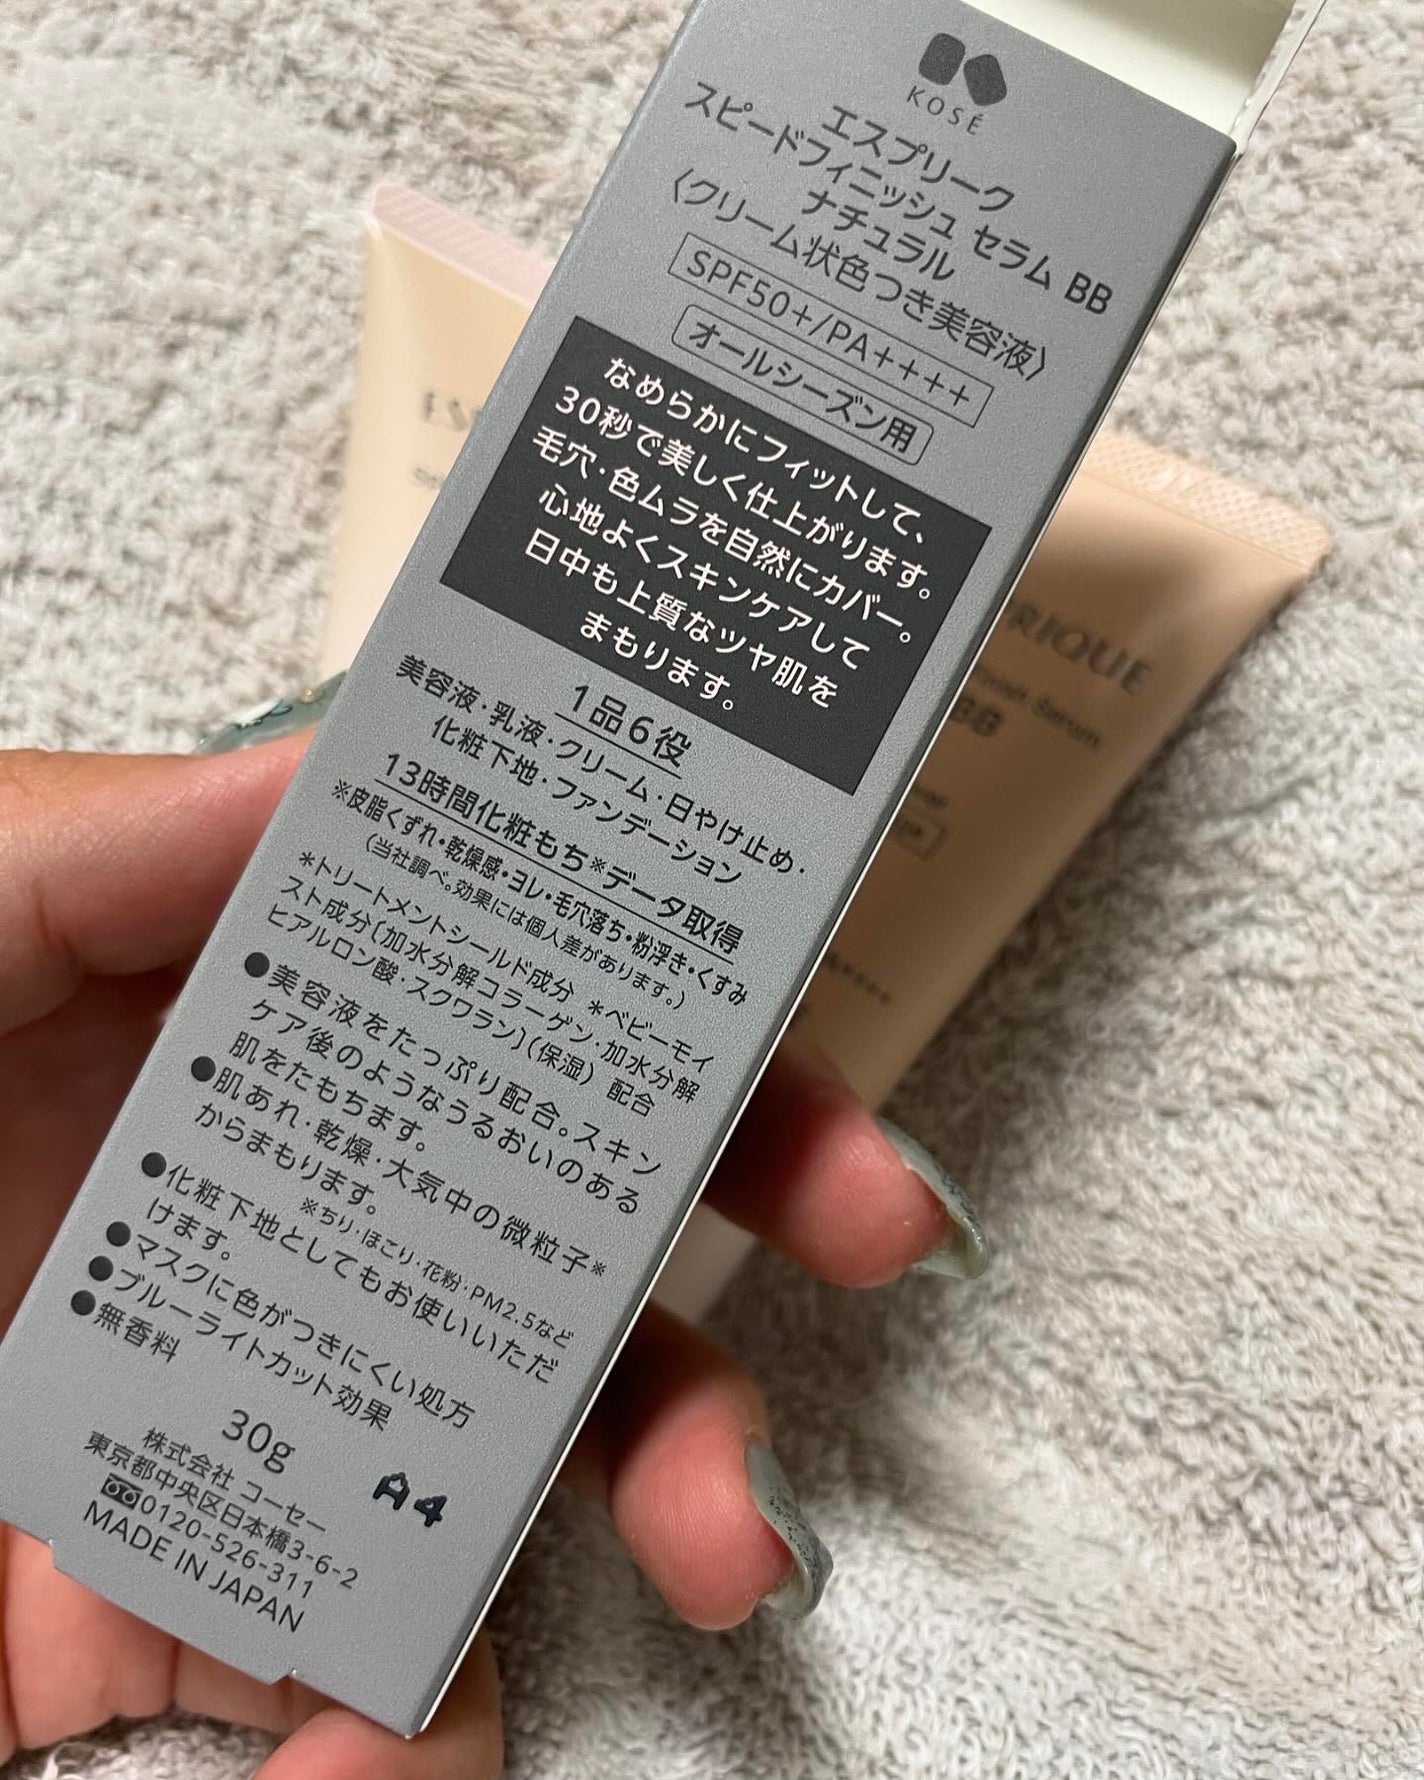 KOSÉ
エスプリーク
スピードフィニッシュ セラム BB
ナチュラル
〈クリーム状色つき美容液〉
SPF50+/PA++++
オールシーズン用
なめらかにフィットして、
30秒で美しく仕上がります。
毛穴・色ムラを自然にカバー。
心地よくスキンケアして
日中も上質なツヤ肌を
まもります。
1品6役
美容液・乳液・クリーム・日やけ止め・
化粧下地・ファンデーション
13時間化粧もち※データ取得
※皮脂くずれ・乾燥感・ヨレ・毛穴落ち・粉浮き・くすみ
(当社調べ。効果には個人差があります。)
＊トリートメントシールド成分 ＊ベビーモイ
スト成分〔加水分解コラーゲン・加水分解
ヒアルロン酸・スクワラン〕(保湿) 配合
●美容液をたっぷり配合。スキン
ケア後のようなうるおいのある
肌をたもちます。
●肌あれ・乾燥・大気中の微粒子※
からまもります。
※ちり・ほこり・花粉・PM2.5など
●化粧下地としてもお使いいただ
けます。
●マスクに色がつきにくい処方
●ブルーライトカット効果
●無香料
30g
株式会社 コーセー
東京都中央区日本橋3-6-2
0120-526-311
MADE IN JAPAN
A4
RIQUE
Serum
BB